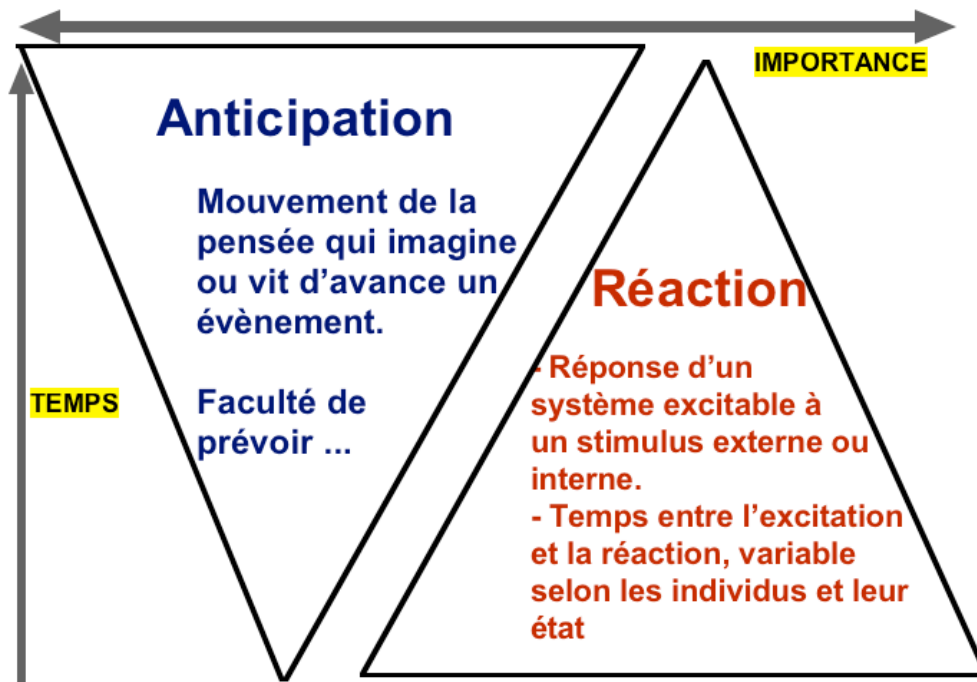 IMPORTANCE
Anticipation
Mouvement de la
pensée qui imagine
ou vit d’avance un
évènement.
Faculté de
prévoir ...
TEMPS
Réaction
- Réponse d’un
système excitable à
un stimulus externe ou
interne.
- Temps entre l’excitation
et la réaction, variable
selon les individus et leur
état